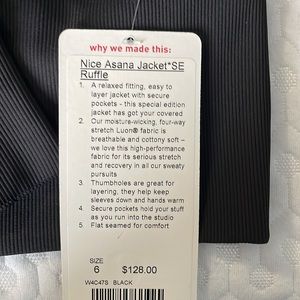 why we made this:
Nice Asana Jacket*SE
Ruffle
1. A relaxed fitting, easy to
layer jacket with secure
pockets - this special edition
jacket has got your covered
2. Our moisture-wicking, four-way
stretch Luon® fabric is
breathable and cottony soft –
we love this high-performance
fabric for its serious stretch
and recovery in all our sweaty
pursuits
3. Thumbholes are great for
layering, they help keep
sleeves down and hands warm
4. Secure pockets hold your stuff
as you run into the studio
5. Flat seamed for comfort
SIZE
6 $128.00
W4C47S BLACK